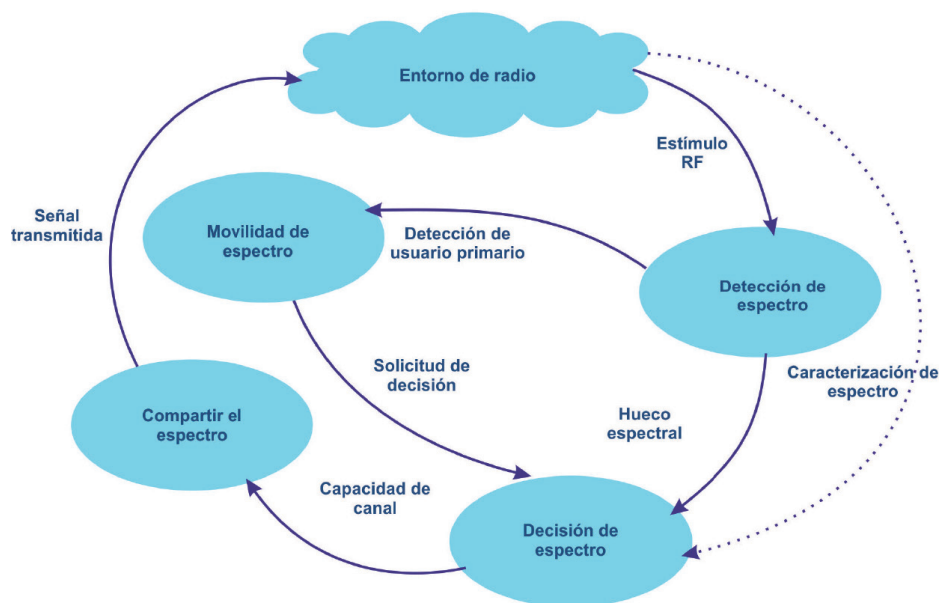 Entorno de radio
Estímulo
RF
Señal
transmitida
Movilidad de
espectro
Detección de
usuario primario
Detección de
espectro
Solicitud de
decisión
Caracterización de
espectro
Compartir el
espectro
Hueco
espectral
Capacidad de
canal
Decisión de
espectro